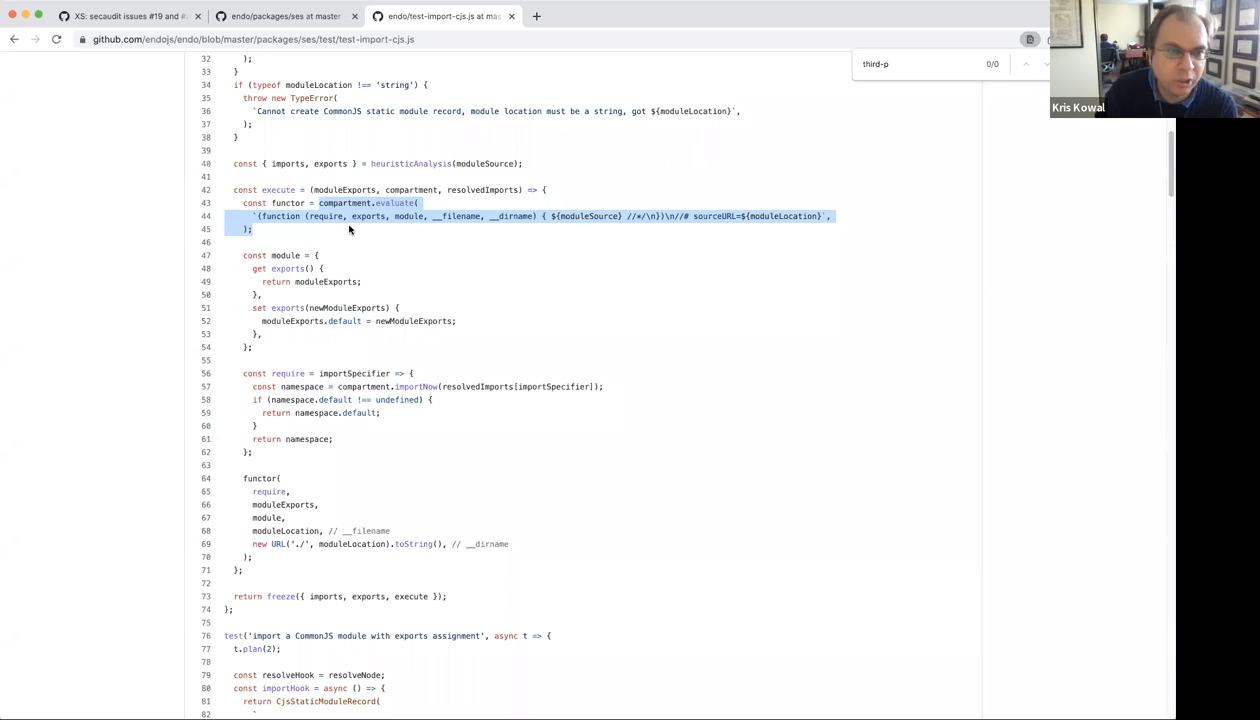 XS: secaudit issues #19 and #
endo/packages/ses at master
endo/test-import-cjs.js at mas
github.com/endojs/endo/blob/master/packages/ses/test/test-import-cjs.js
third-p 0/0
Kris Kowal
32 );
33 }
34 if (typeof moduleLocation !== 'string') {
35 throw new TypeError(
36 `Cannot create CommonJS static module record, module location must be a string, got ${moduleLocation}`,
37 );
38 }
39
40 const { imports, exports } = heuristicAnalysis(moduleSource);
41
42 const execute = (moduleExports, compartment, resolvedImports) => {
43 const functor = compartment.evaluate(
44 `(function (require, exports, module, __filename, __dirname) { ${moduleSource} //*/\n})\n//# sourceURL=${moduleLocation}`,
45 );
46
47 const module = {
48 get exports() {
49 return moduleExports;
50 },
51 set exports(newModuleExports) {
52 moduleExports.default = newModuleExports;
53 },
54 };
55
56 const require = importSpecifier => {
57 const namespace = compartment.importNow(resolvedImports[importSpecifier]);
58 if (namespace.default !== undefined) {
59 return namespace.default;
60 }
61 return namespace;
62 };
63
64 functor(
65 require,
66 moduleExports,
67 module,
68 moduleLocation, // __filename
69 new URL('./', moduleLocation).toString(), // __dirname
70 );
71 };
72
73 return freeze({ imports, exports, execute });
74 };
75
76 test('import a CommonJS module with exports assignment', async t => {
77 t.plan(2);
78
79 const resolveHook = resolveNode;
80 const importHook = async () => {
81 return CjsStaticModuleRecord(
82 `